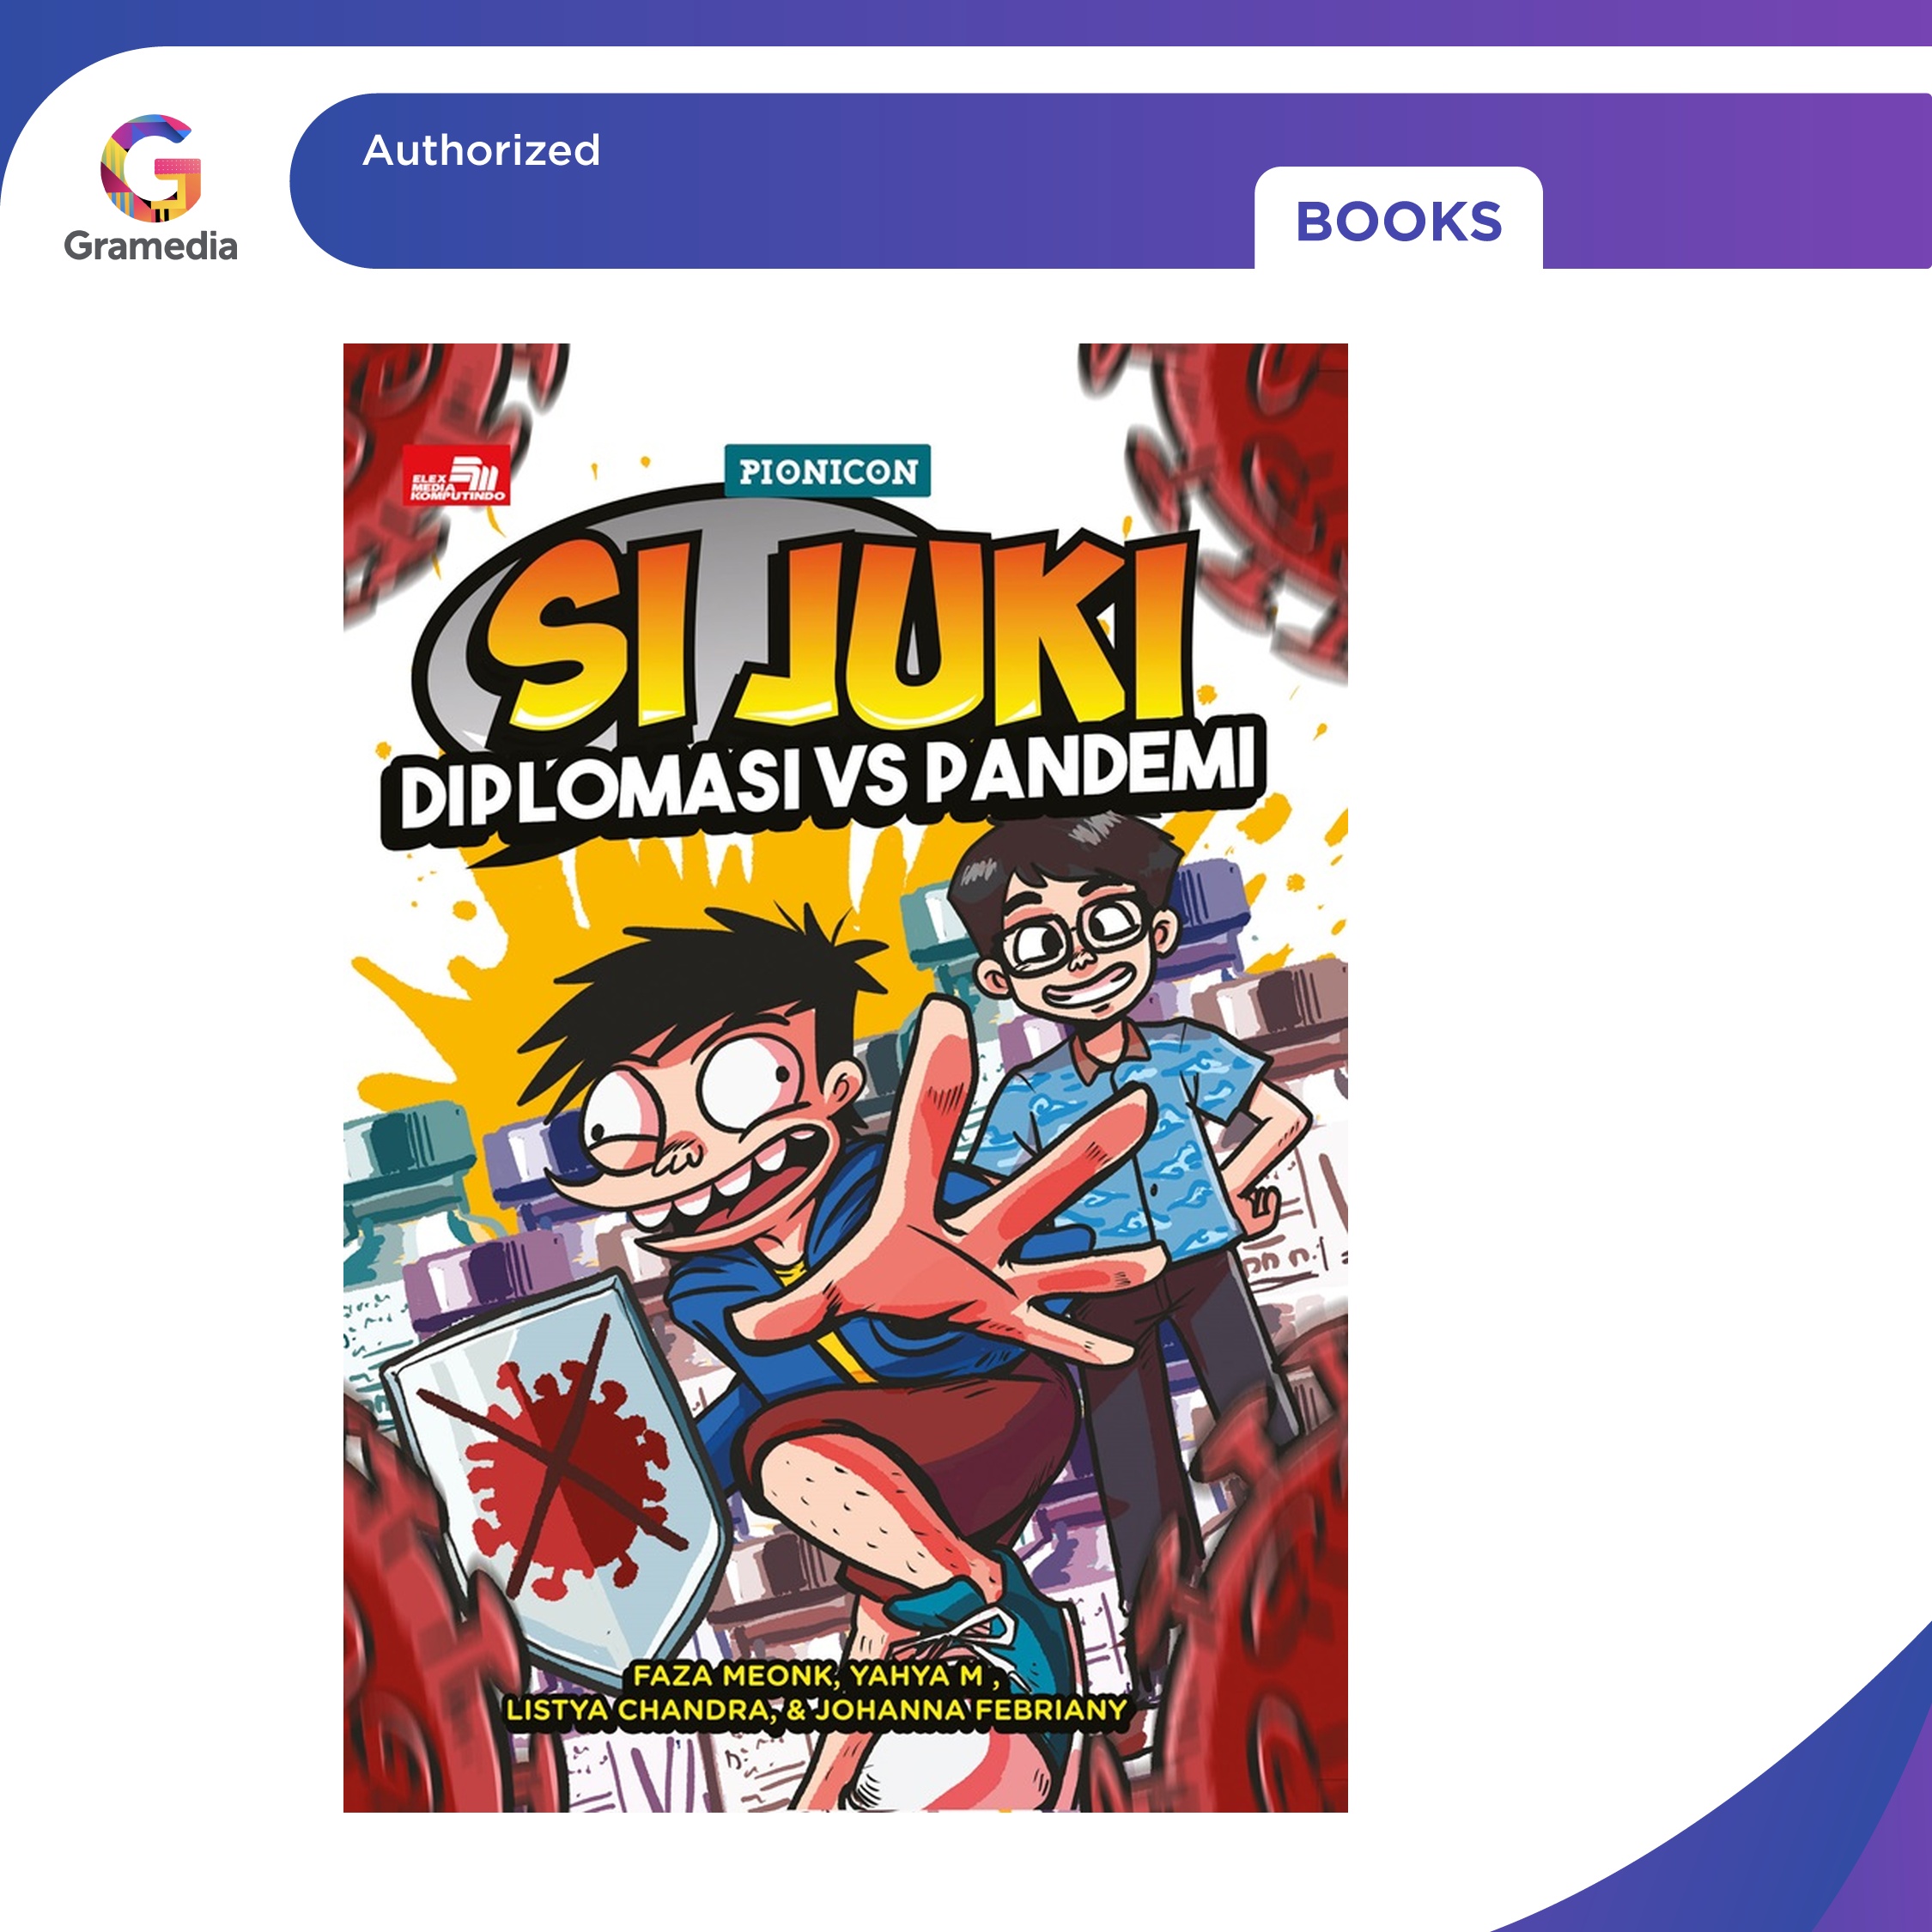 Gramedia
Authorized
BOOKS
ELEX
MEDIA
KOMPUTINDO
PIONICON
SI JUKI
DIPLOMASI VS PANDEMI
FAZA MEONK, YAHYA M ,
LISTYA CHANDRA, & JOHANNA FEBRIANY